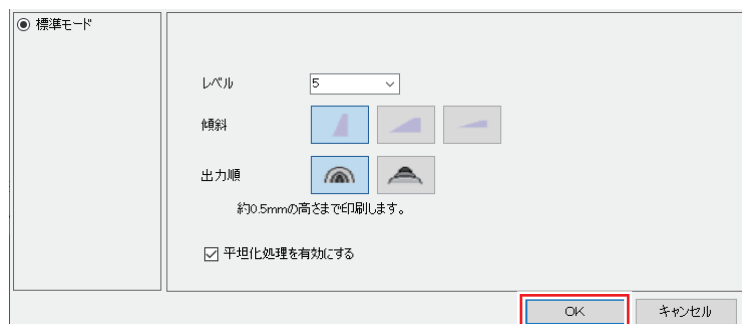 標準モード
レベル 5
傾斜
出力順
約0.5mmの高さまで印刷します。
平坦化処理を有効にする
OK キャンセル